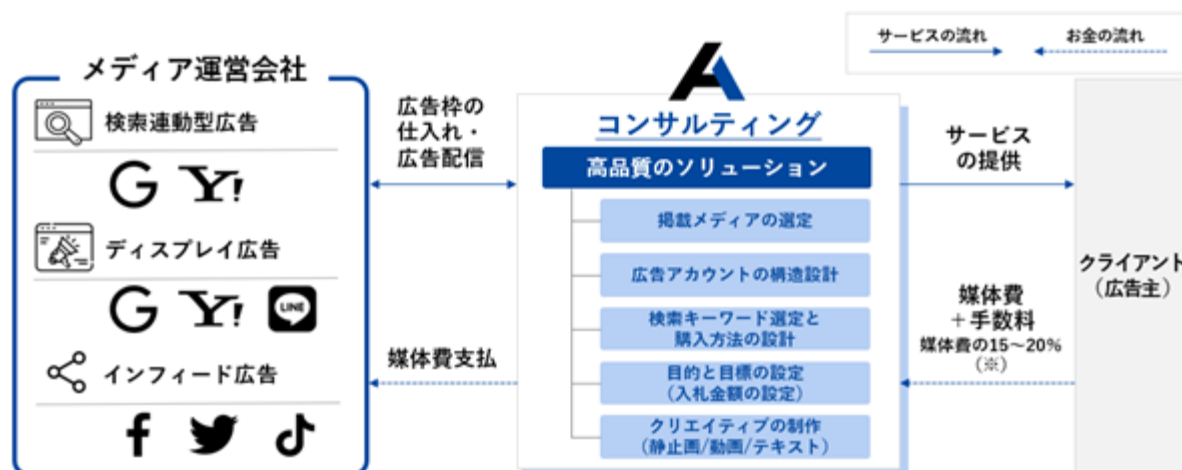 サービスの流れ
お金の流れ
メディア運営会社
検索連動型広告
G Y!
ディスプレイ広告
G Y! LINE
インフィード広告
f
広告枠の
仕入れ・
広告配信
媒体費支払
A
コンサルティング
高品質のソリューション
掲載メディアの選定
広告アカウントの構造設計
検索キーワード選定と
購入方法の設計
目的と目標の設定
(入札金額の設定)
クリエイティブの制作
(静止画/動画/テキスト)
サービス
の提供
媒体費
+手数料
媒体費の15~20%
(※)
クライアント
(広告主)